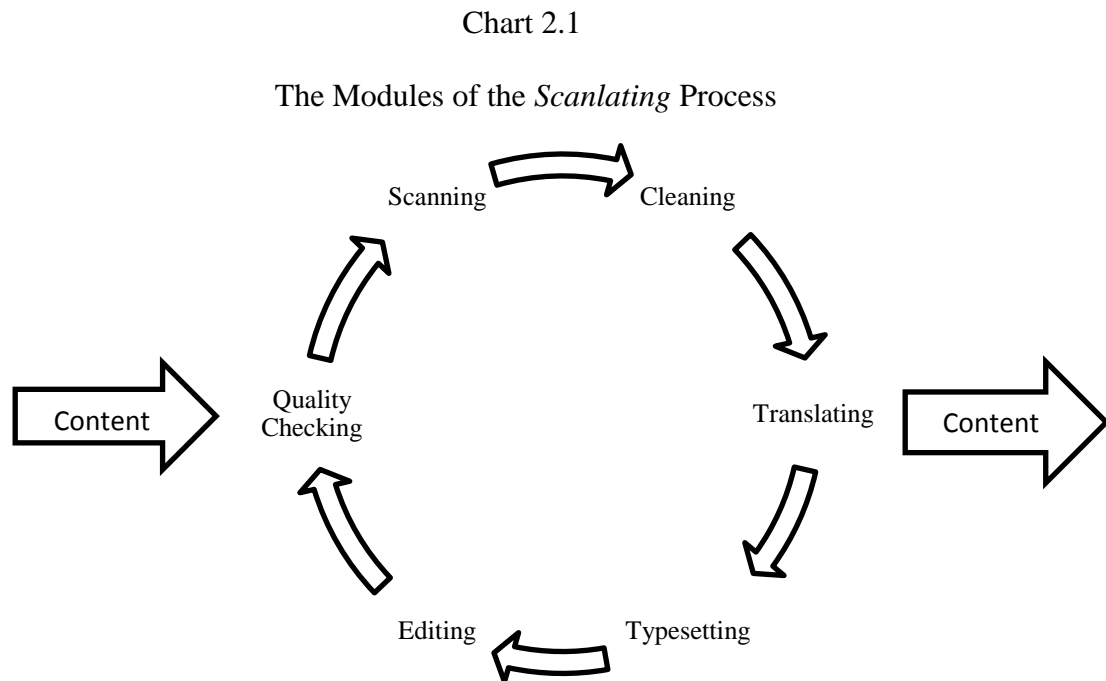 Chart 2.1
The Modules of the Scanlating Process
Scanning
Cleaning
Content
Quality
Checking
Translating
Content
Editing
Typesetting